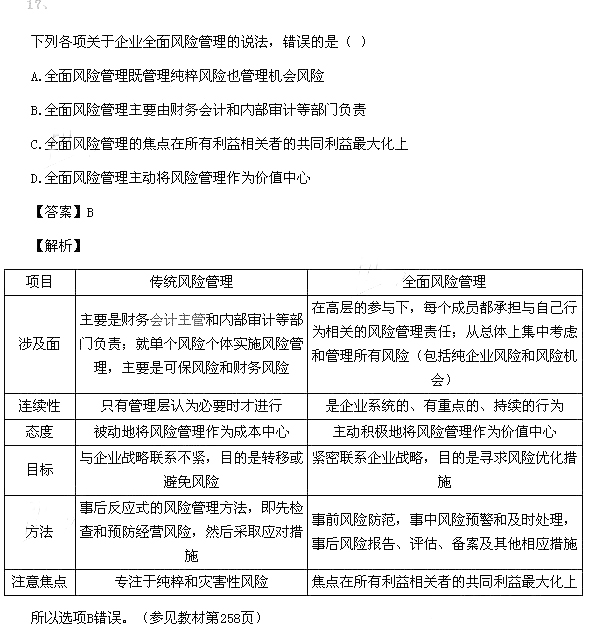 17、
下列各项关于企业全面风险管理的说法，错误的是（ ）
A.全面风险管理既管理纯粹风险也管理机会风险
B.全面风险管理主要由财务会计和内部审计等部门负责
C.全面风险管理的焦点在所有利益相关者的共同利益最大化上
D.全面风险管理主动将风险管理作为价值中心
【答案】B
【解析】
项目 传统风险管理 全面风险管理
涉及面
主要是财务会计主管和内部审计等部
门负责；就单个风险个体实施风险管
理，主要是可保风险和财务风险
在高层的参与下，每个成员都承担与自己行
为相关的风险管理责任；从总体上集中考虑
和管理所有风险（包括纯企业风险和风险机
会）
连续性 只有管理层认为必要时才进行 是企业系统的、有重点的、持续的行为
态度 被动地将风险管理作为成本中心 主动积极地将风险管理作为价值中心
目标
与企业战略联系不紧，目的是转移或
避免风险
紧密联系企业战略，目的是寻求风险优化措
施
方法
事后反应式的风险管理方法，即先检
查和预防经营风险，然后采取应对措
施
事前风险防范，事中风险预警和及时处理，
事后风险报告、评估、备案及其他相应措施
注意焦点 专注于纯粹和灾害性风险 焦点在所有利益相关者的共同利益最大化上
所以选项B错误。（参见教材第258页）